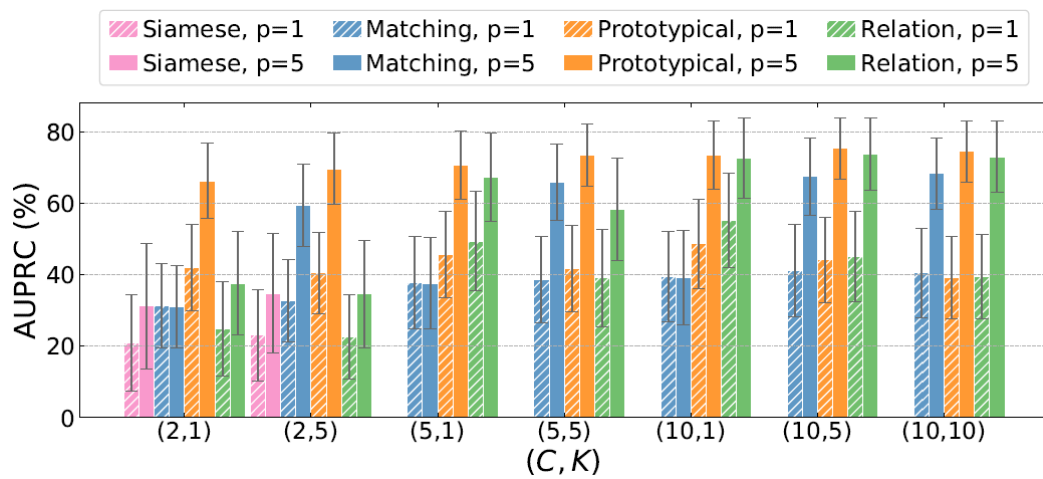 Siamese, p=1 Matching, p=1 Prototypical, p=1 Relation, p=1
Siamese, p=5 Matching, p=5 Prototypical, p=5 Relation, p=5
80
60
40
20
0
AUPRC (%)
(2,1) (2,5) (5,1) (5,5) (10,1) (10,5) (10,10)
(C, K)